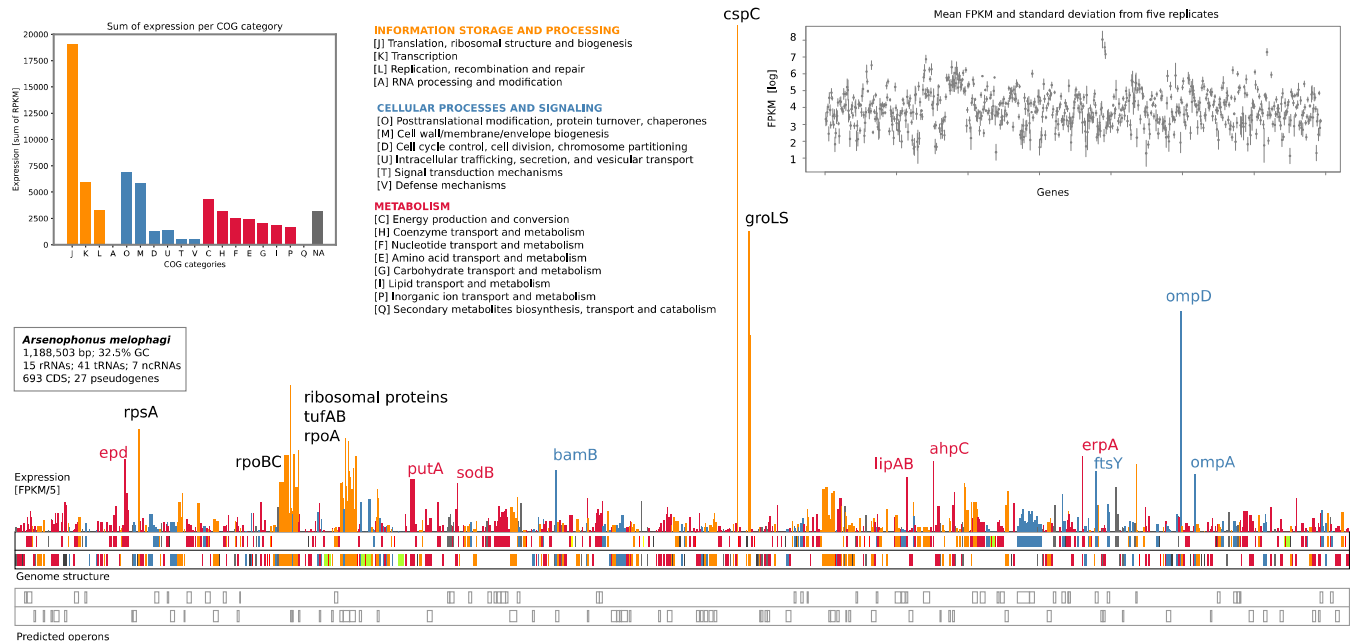 Sum of expression per COG category
20000
17500
15000
12500
10000
7500
5000
2500
0
Expression [sum of RPKM]
J K L A O M D U T V C H F E G I P Q NA
COG categories
INFORMATION STORAGE AND PROCESSING
[J] Translation, ribosomal structure and biogenesis
[K] Transcription
[L] Replication, recombination and repair
[A] RNA processing and modification
CELLULAR PROCESSES AND SIGNALING
[O] Posttranslational modification, protein turnover, chaperones
[M] Cell wall/membrane/envelope biogenesis
[D] Cell cycle control, cell division, chromosome partitioning
[U] Intracellular trafficking, secretion, and vesicular transport
[T] Signal transduction mechanisms
[V] Defense mechanisms
METABOLISM
[C] Energy production and conversion
[H] Coenzyme transport and metabolism
[F] Nucleotide transport and metabolism
[E] Amino acid transport and metabolism
[G] Carbohydrate transport and metabolism
[I] Lipid transport and metabolism
[P] Inorganic ion transport and metabolism
[Q] Secondary metabolites biosynthesis, transport and catabolism
cspC
Mean FPKM and standard deviation from five replicates
8
7
6
5
4
3
2
1
FPKM [log]
Genes
groLS
ompD
Arsenophonus melophagi
1,188,503 bp; 32.5% GC
15 rRNAs; 41 tRNAs; 7 ncRNAs
693 CDS; 27 pseudogenes
rpsA
ribosomal proteins
tufAB
rpoA
epd
rpoBC
putA
sodB
bamB
lipAB
ahpC
erpA
ftsY
ompA
Expression
[FPKM/5]
Genome structure
Predicted operons